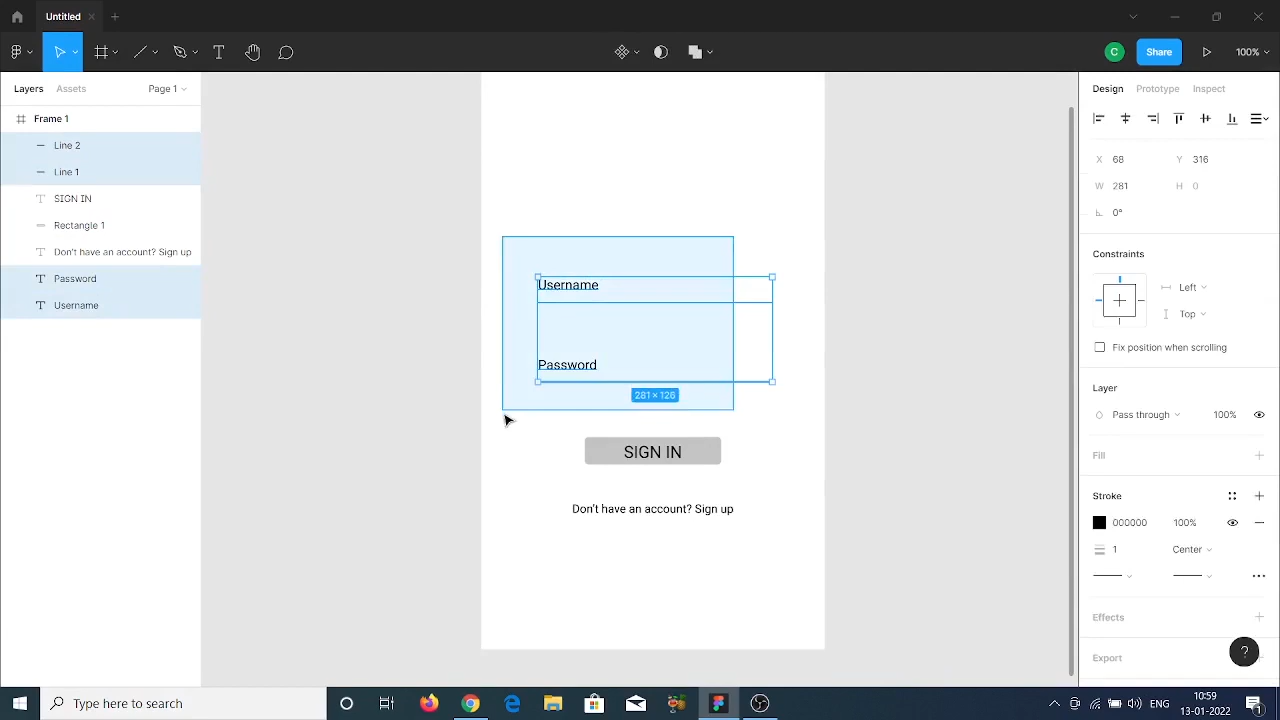 Untitled
Share
100%
Layers
Assets
Page 1
Frame 1
Line 2
Line 1
SIGN IN
Rectangle 1
Don't have an account? Sign up
Password
Username
Username
Password
281 × 126
SIGN IN
Don't have an account? Sign up
Design
Prototype
Inspect
X 68
Y 316
W 281
H 0
0°
Constraints
Left
Top
Fix position when scrolling
Layer
Pass through
100%
Fill
Stroke
000000
100%
1
Center
Effects
Export
?
Type here to search
ENG
10:59
13-01-2022
C